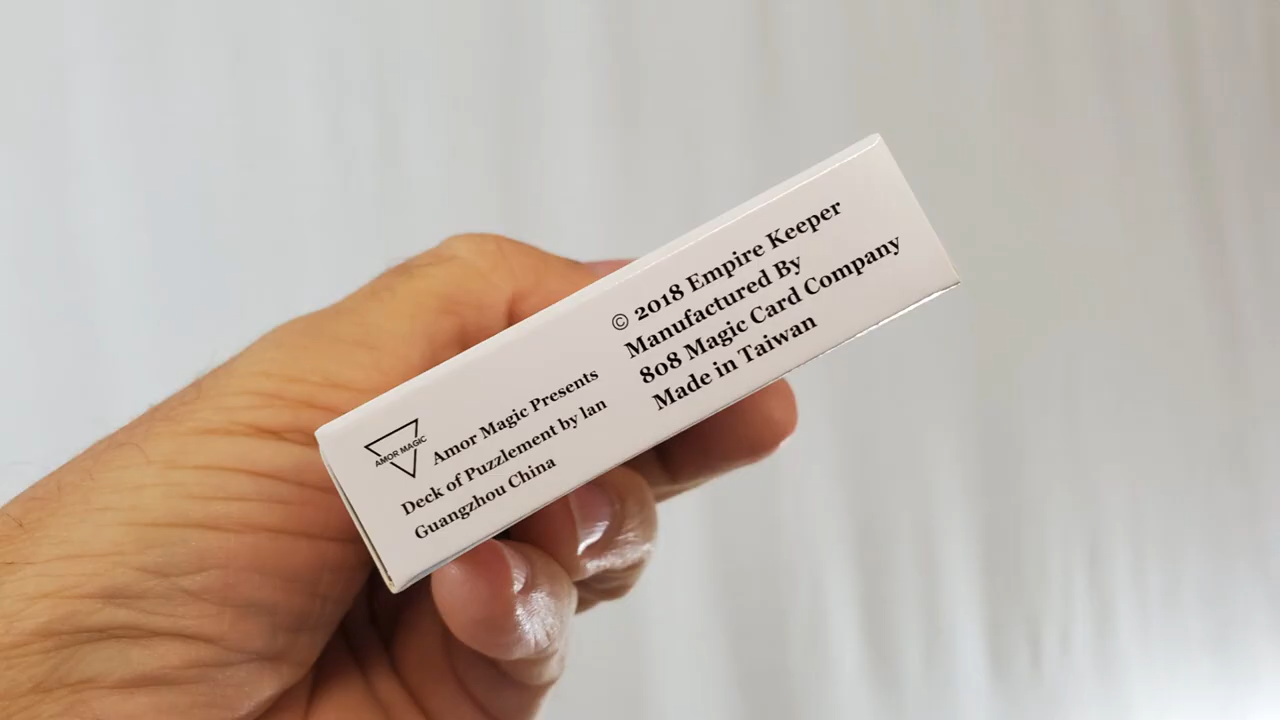 AMOR MAGIC
Amor Magic Presents
Deck of Puzzlement by lan
Guangzhou China
© 2018 Empire Keeper
Manufactured By
808 Magic Card Company
Made in Taiwan